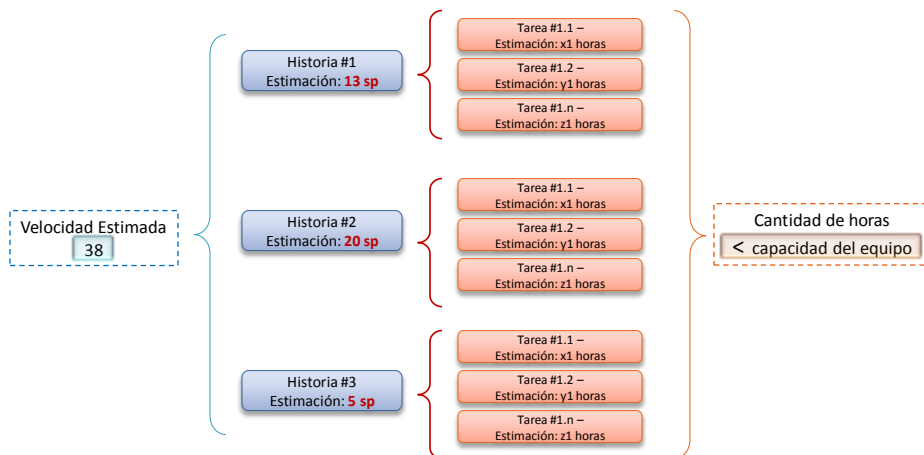 Velocidad Estimada
38
Historia #1
Estimación: 13 sp
Tarea #1.1 –
Estimación: x1 horas
Tarea #1.2 –
Estimación: y1 horas
Tarea #1.n –
Estimación: z1 horas
Historia #2
Estimación: 20 sp
Tarea #1.1 –
Estimación: x1 horas
Tarea #1.2 –
Estimación: y1 horas
Tarea #1.n –
Estimación: z1 horas
Historia #3
Estimación: 5 sp
Tarea #1.1 –
Estimación: x1 horas
Tarea #1.2 –
Estimación: y1 horas
Tarea #1.n –
Estimación: z1 horas
Cantidad de horas
< capacidad del equipo